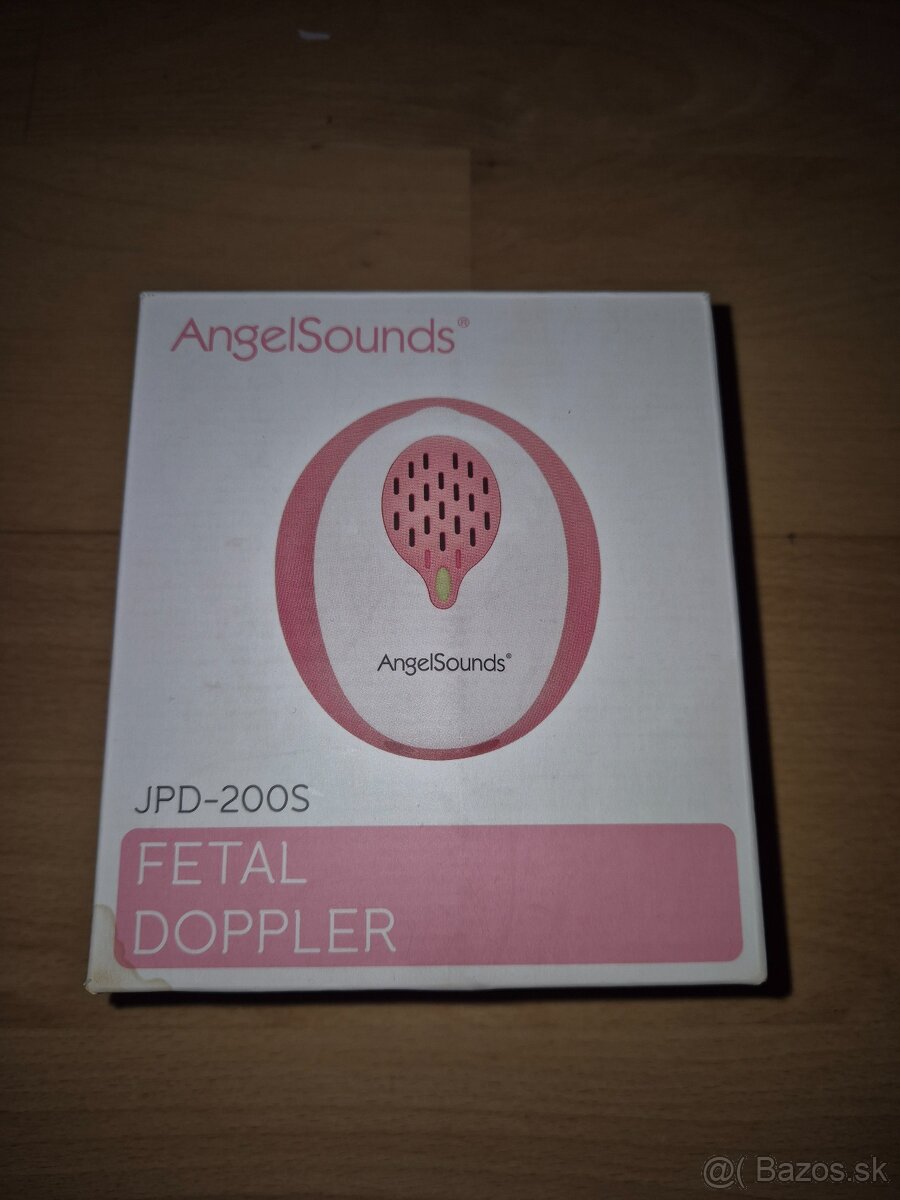 AngelSounds®
AngelSounds®
JPD-200S
FETAL
DOPPLER
@( Bazos.sk